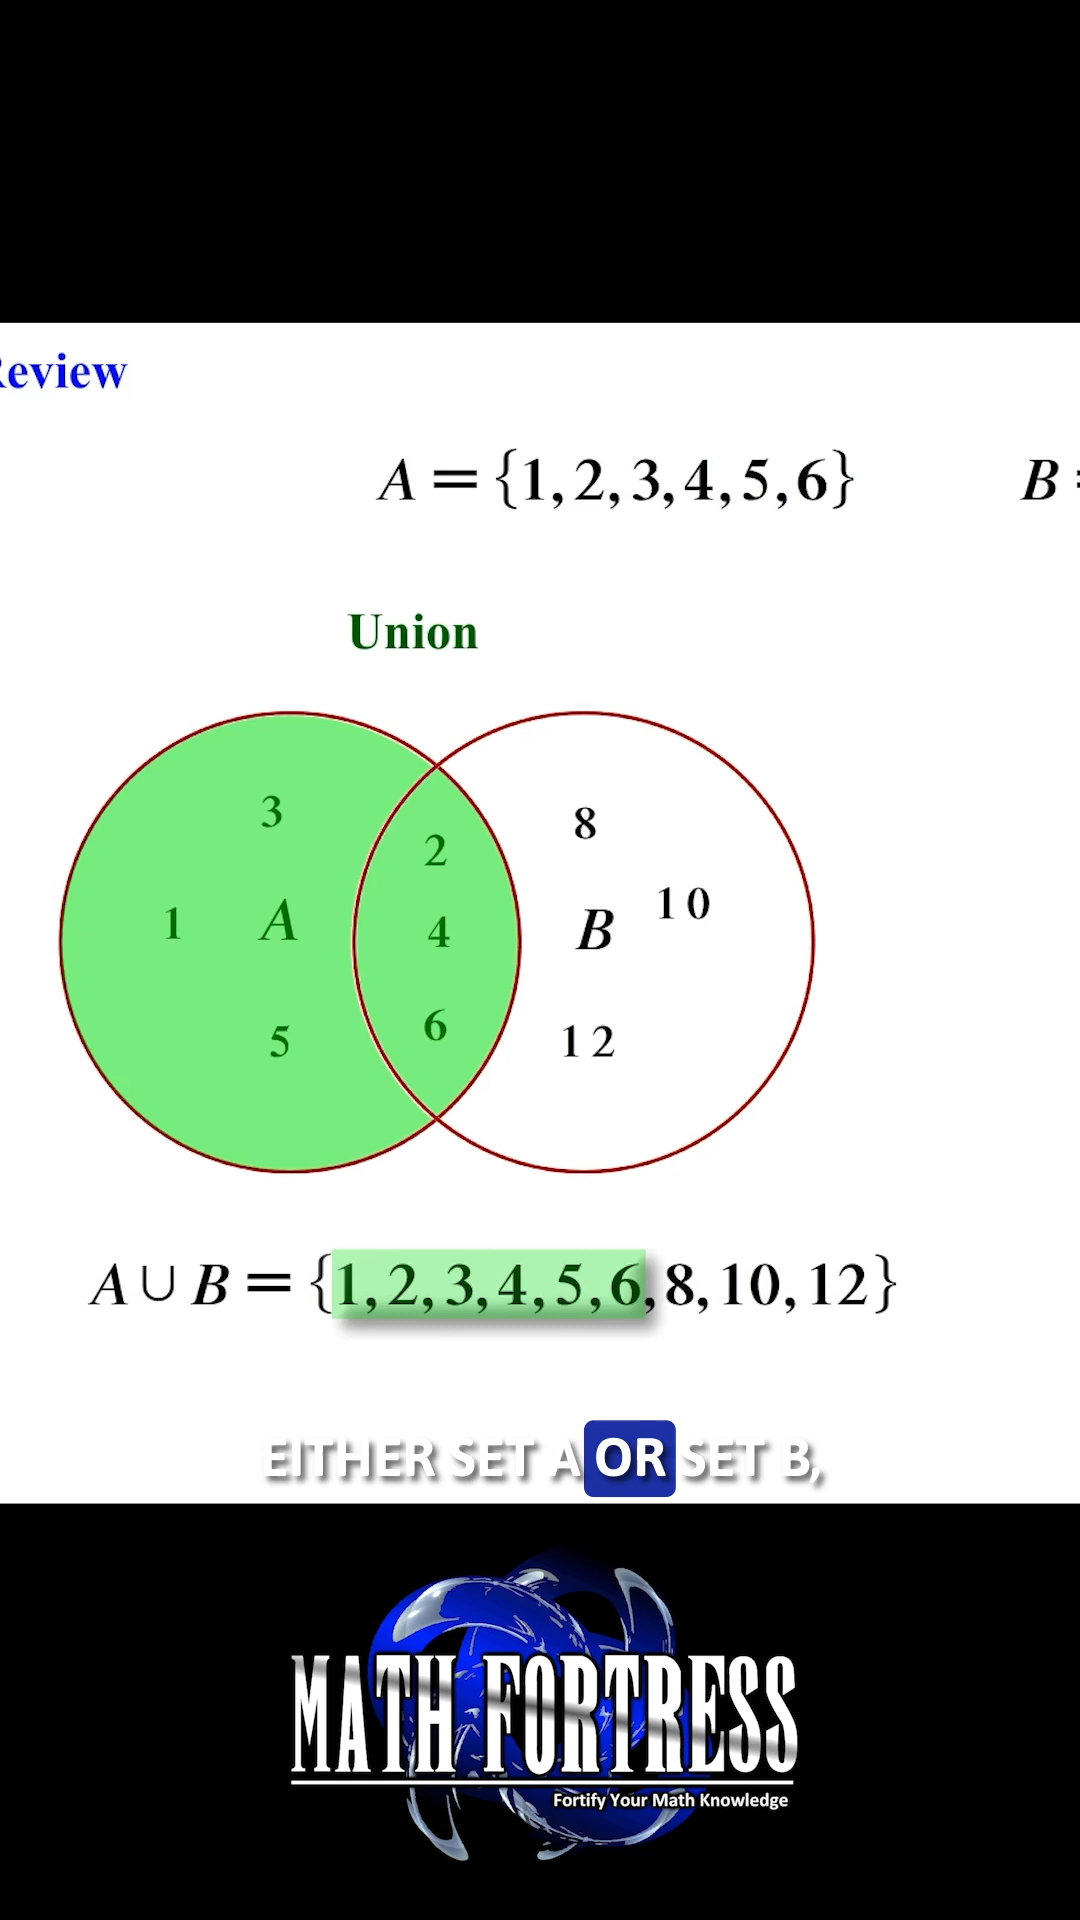 Review
A = {1, 2, 3, 4, 5, 6} B =
Union
3
8
2
10
1 A
4
B
6
5
12
A ∪ B = {1, 2, 3, 4, 5, 6, 8, 10, 12}
EITHER SET A OR SET B,
MATH FORTRESS
Fortify Your Math Knowledge